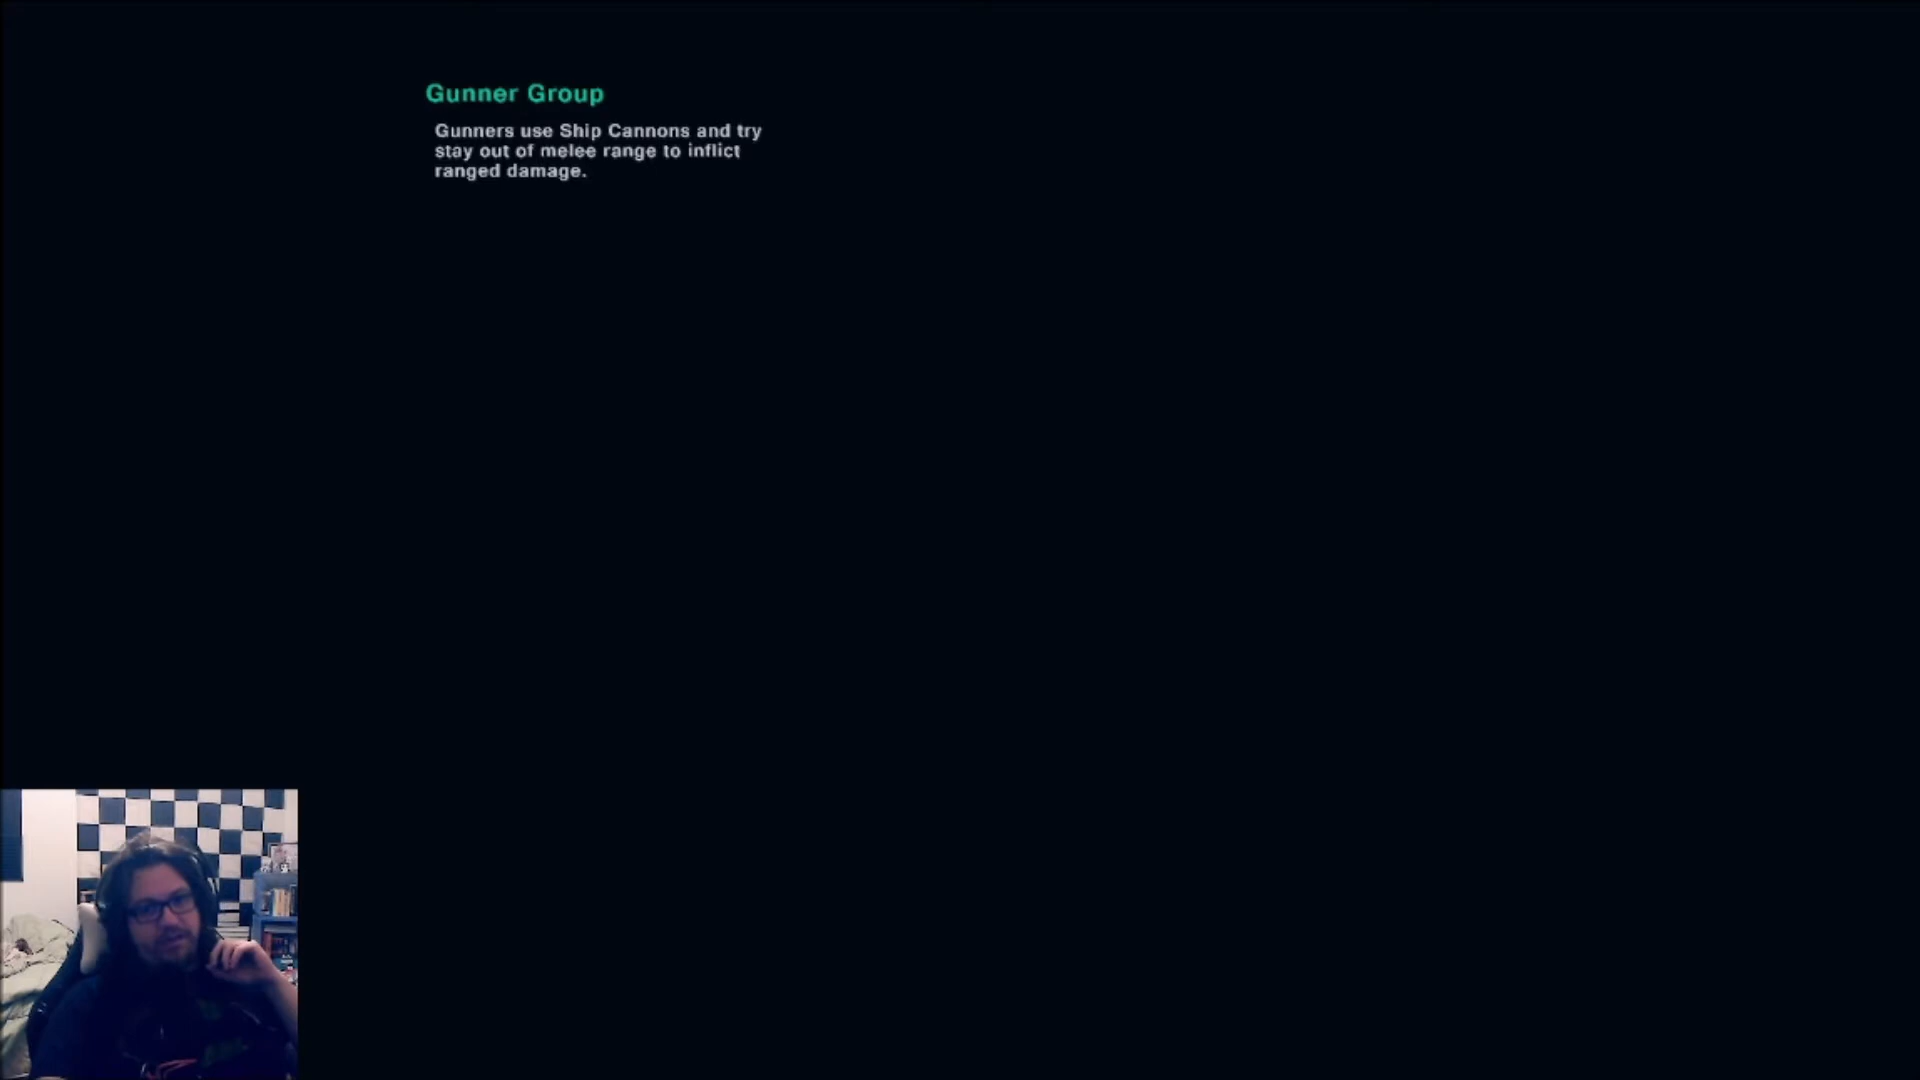 Gunner Group
Gunners use Ship Cannons and try
stay out of melee range to inflict
ranged damage.